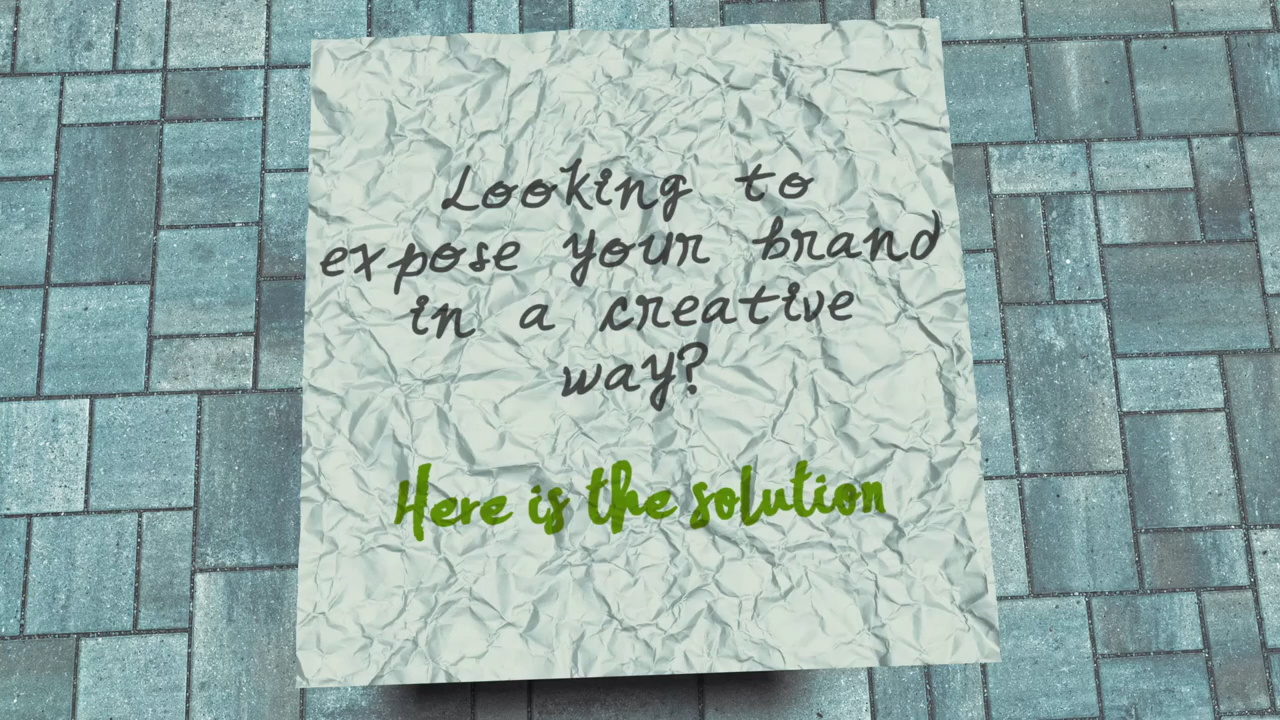 Looking to
expose your brand
in a creative
way?
Here is the solution